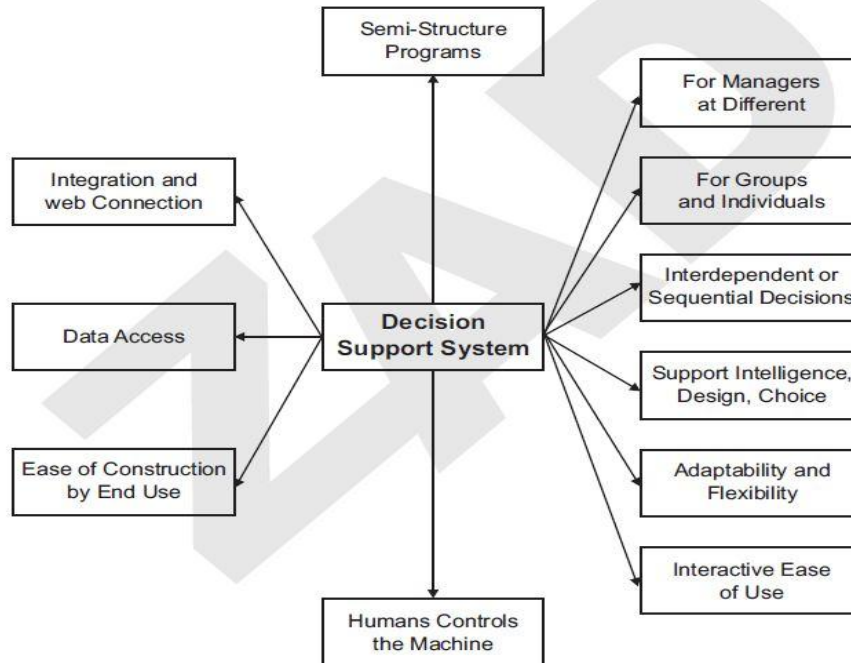 Semi-Structure
Programs
For Managers
at Different
Integration and
web Connection
For Groups
and Individuals
Interdependent or
Sequential Decisions
Data Access
Decision
Support System
Support Intelligence,
Design, Choice
Ease of Construction
by End Use
Adaptability and
Flexibility
Interactive Ease
of Use
Humans Controls
the Machine
ZAD